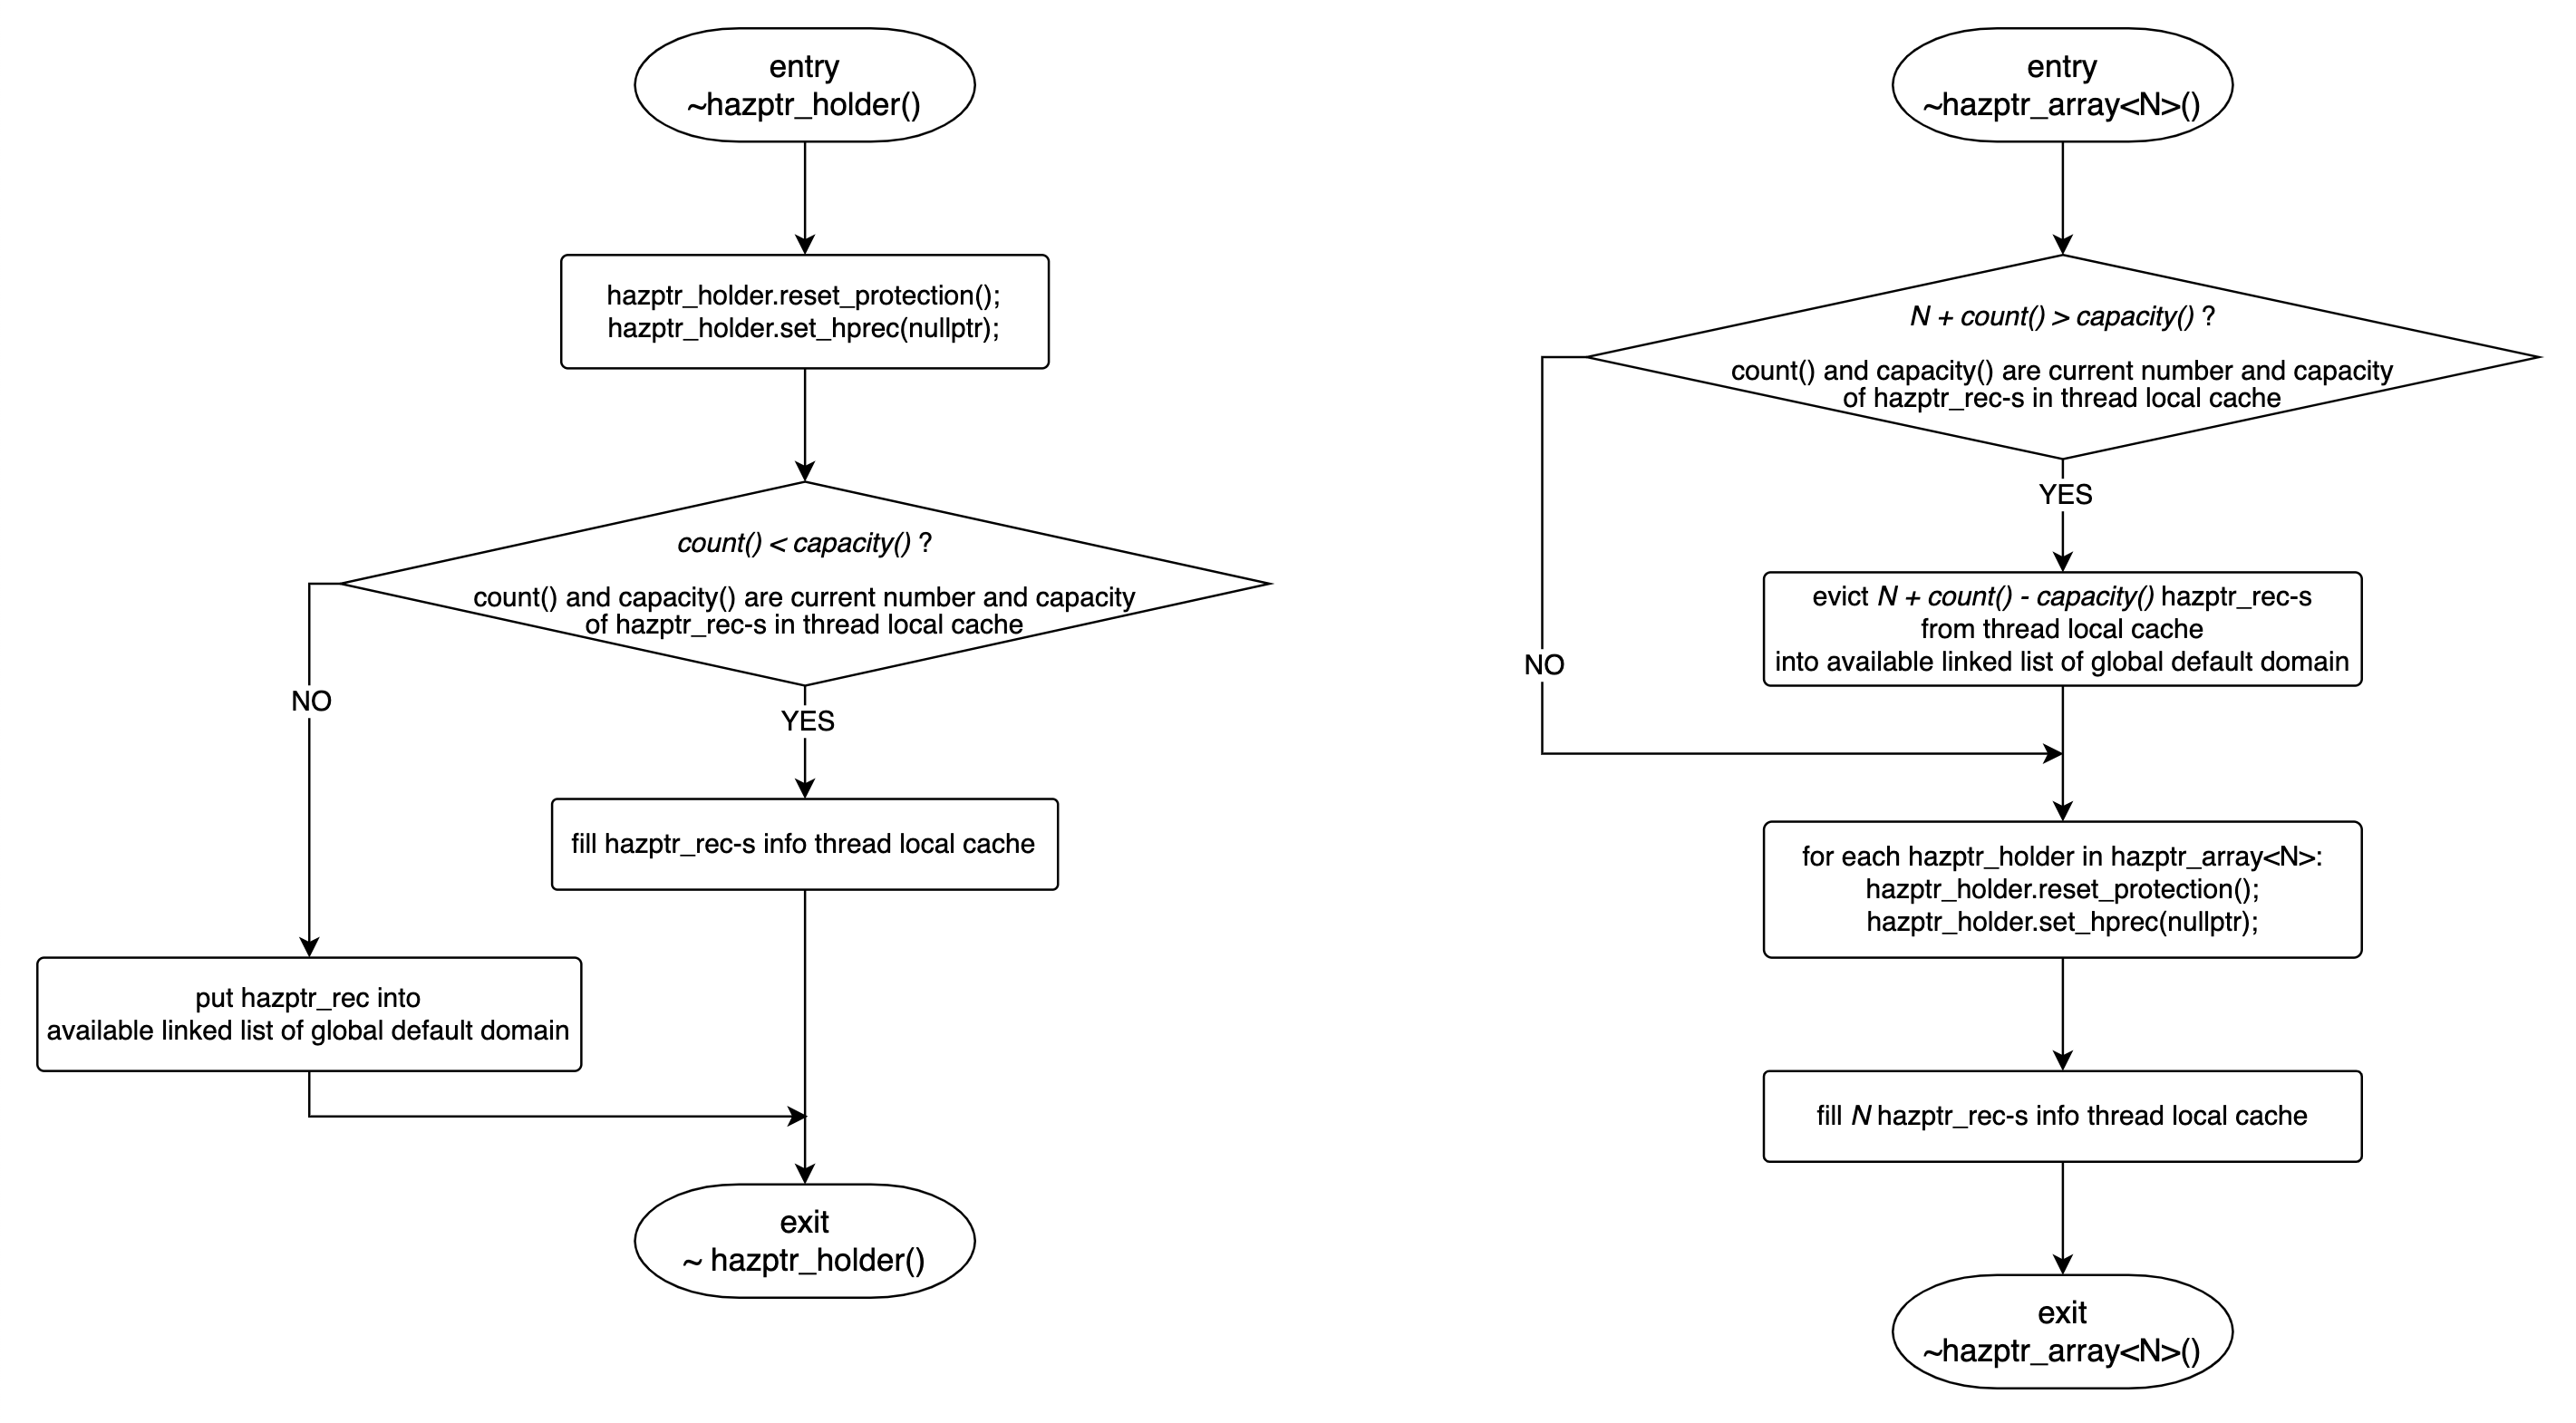 entry
~hazptr_holder()
hazptr_holder.reset_protection();
hazptr_holder.set_hprec(nullptr);
count() < capacity() ?
count() and capacity() are current number and capacity
of hazptr_rec-s in thread local cache
NO
YES
fill hazptr_rec-s info thread local cache
put hazptr_rec into
available linked list of global default domain
exit
~ hazptr_holder()
entry
~hazptr_array<N>()
N + count() > capacity() ?
count() and capacity() are current number and capacity
of hazptr_rec-s in thread local cache
YES
evict N + count() - capacity() hazptr_rec-s
from thread local cache
into available linked list of global default domain
NO
for each hazptr_holder in hazptr_array<N>:
hazptr_holder.reset_protection();
hazptr_holder.set_hprec(nullptr);
fill N hazptr_rec-s info thread local cache
exit
~hazptr_array<N>()